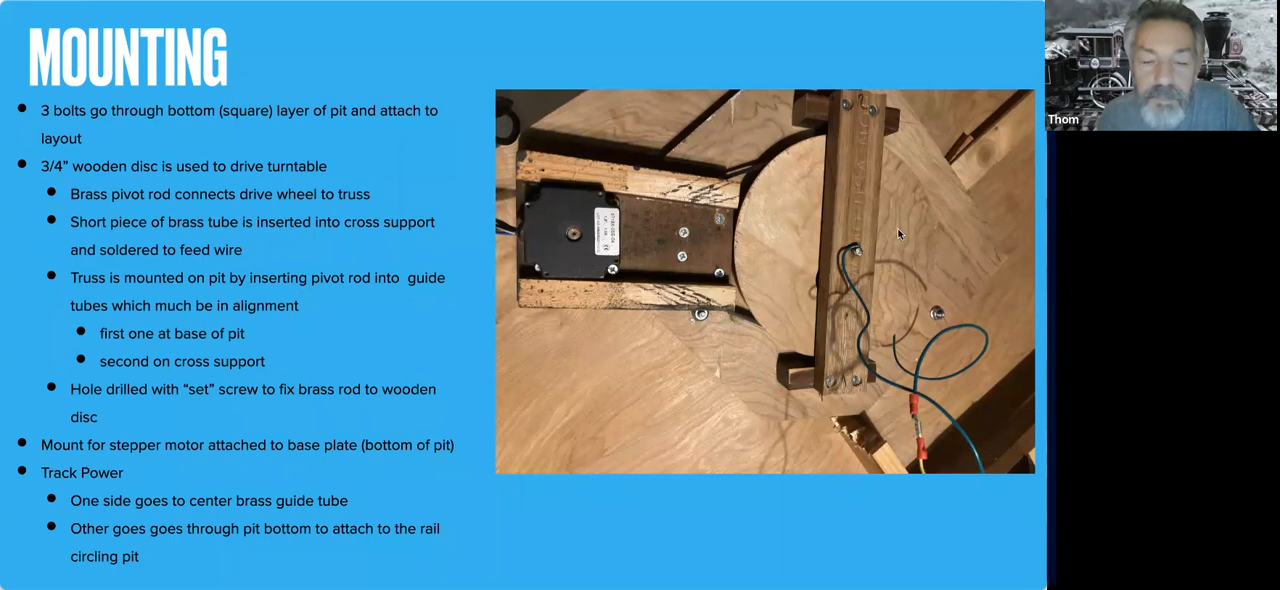 MOUNTING
3 bolts go through bottom (square) layer of pit and attach to
layout
3/4” wooden disc is used to drive turntable
Brass pivot rod connects drive wheel to truss
Short piece of brass tube is inserted into cross support
and soldered to feed wire
Truss is mounted on pit by inserting pivot rod into guide
tubes which much be in alignment
first one at base of pit
second on cross support
Hole drilled with “set” screw to fix brass rod to wooden
disc
Mount for stepper motor attached to base plate (bottom of pit)
Track Power
One side goes to center brass guide tube
Other goes goes through pit bottom to attach to the rail
circling pit
Thom